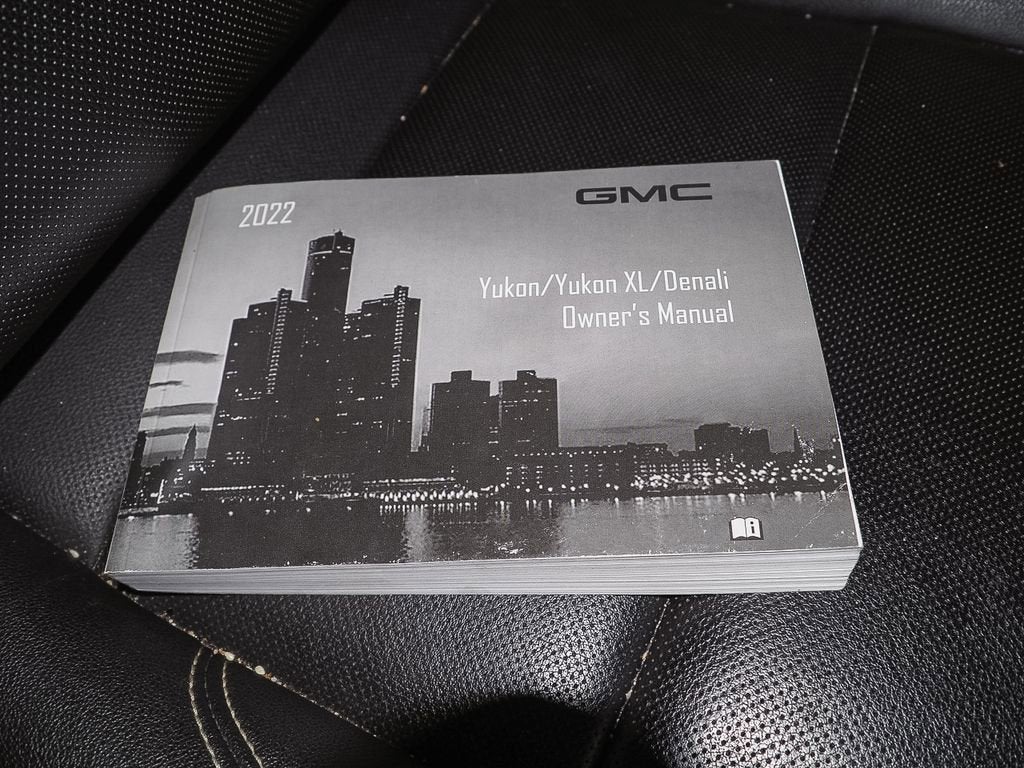 2022
GMC
Yukon/Yukon XL/Denali
Owner's Manual
i